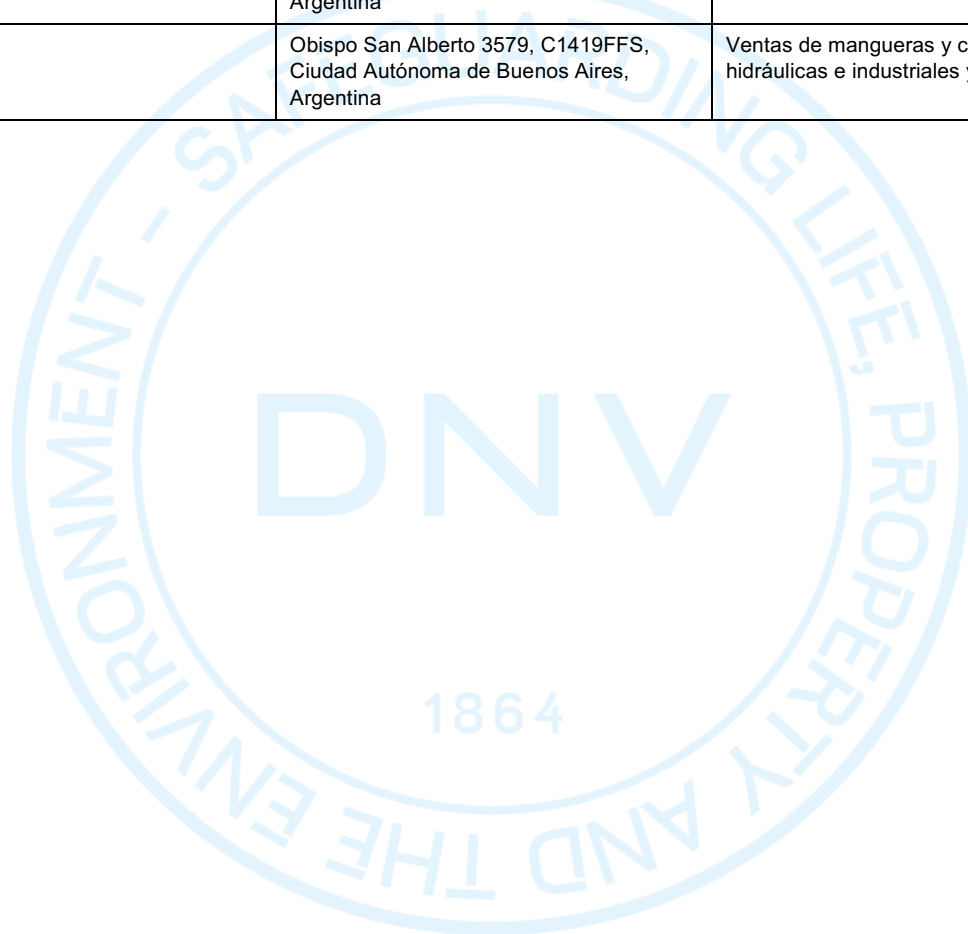 Argentina
Obispo San Alberto 3579, C1419FFS,
Ciudad Autónoma de Buenos Aires,
Argentina
Ventas de mangueras y c
hidráulicas e industriales y
SAFEGUARDING LIFE, PROPERTY AND THE ENVIRONMENT -
DNV
1864